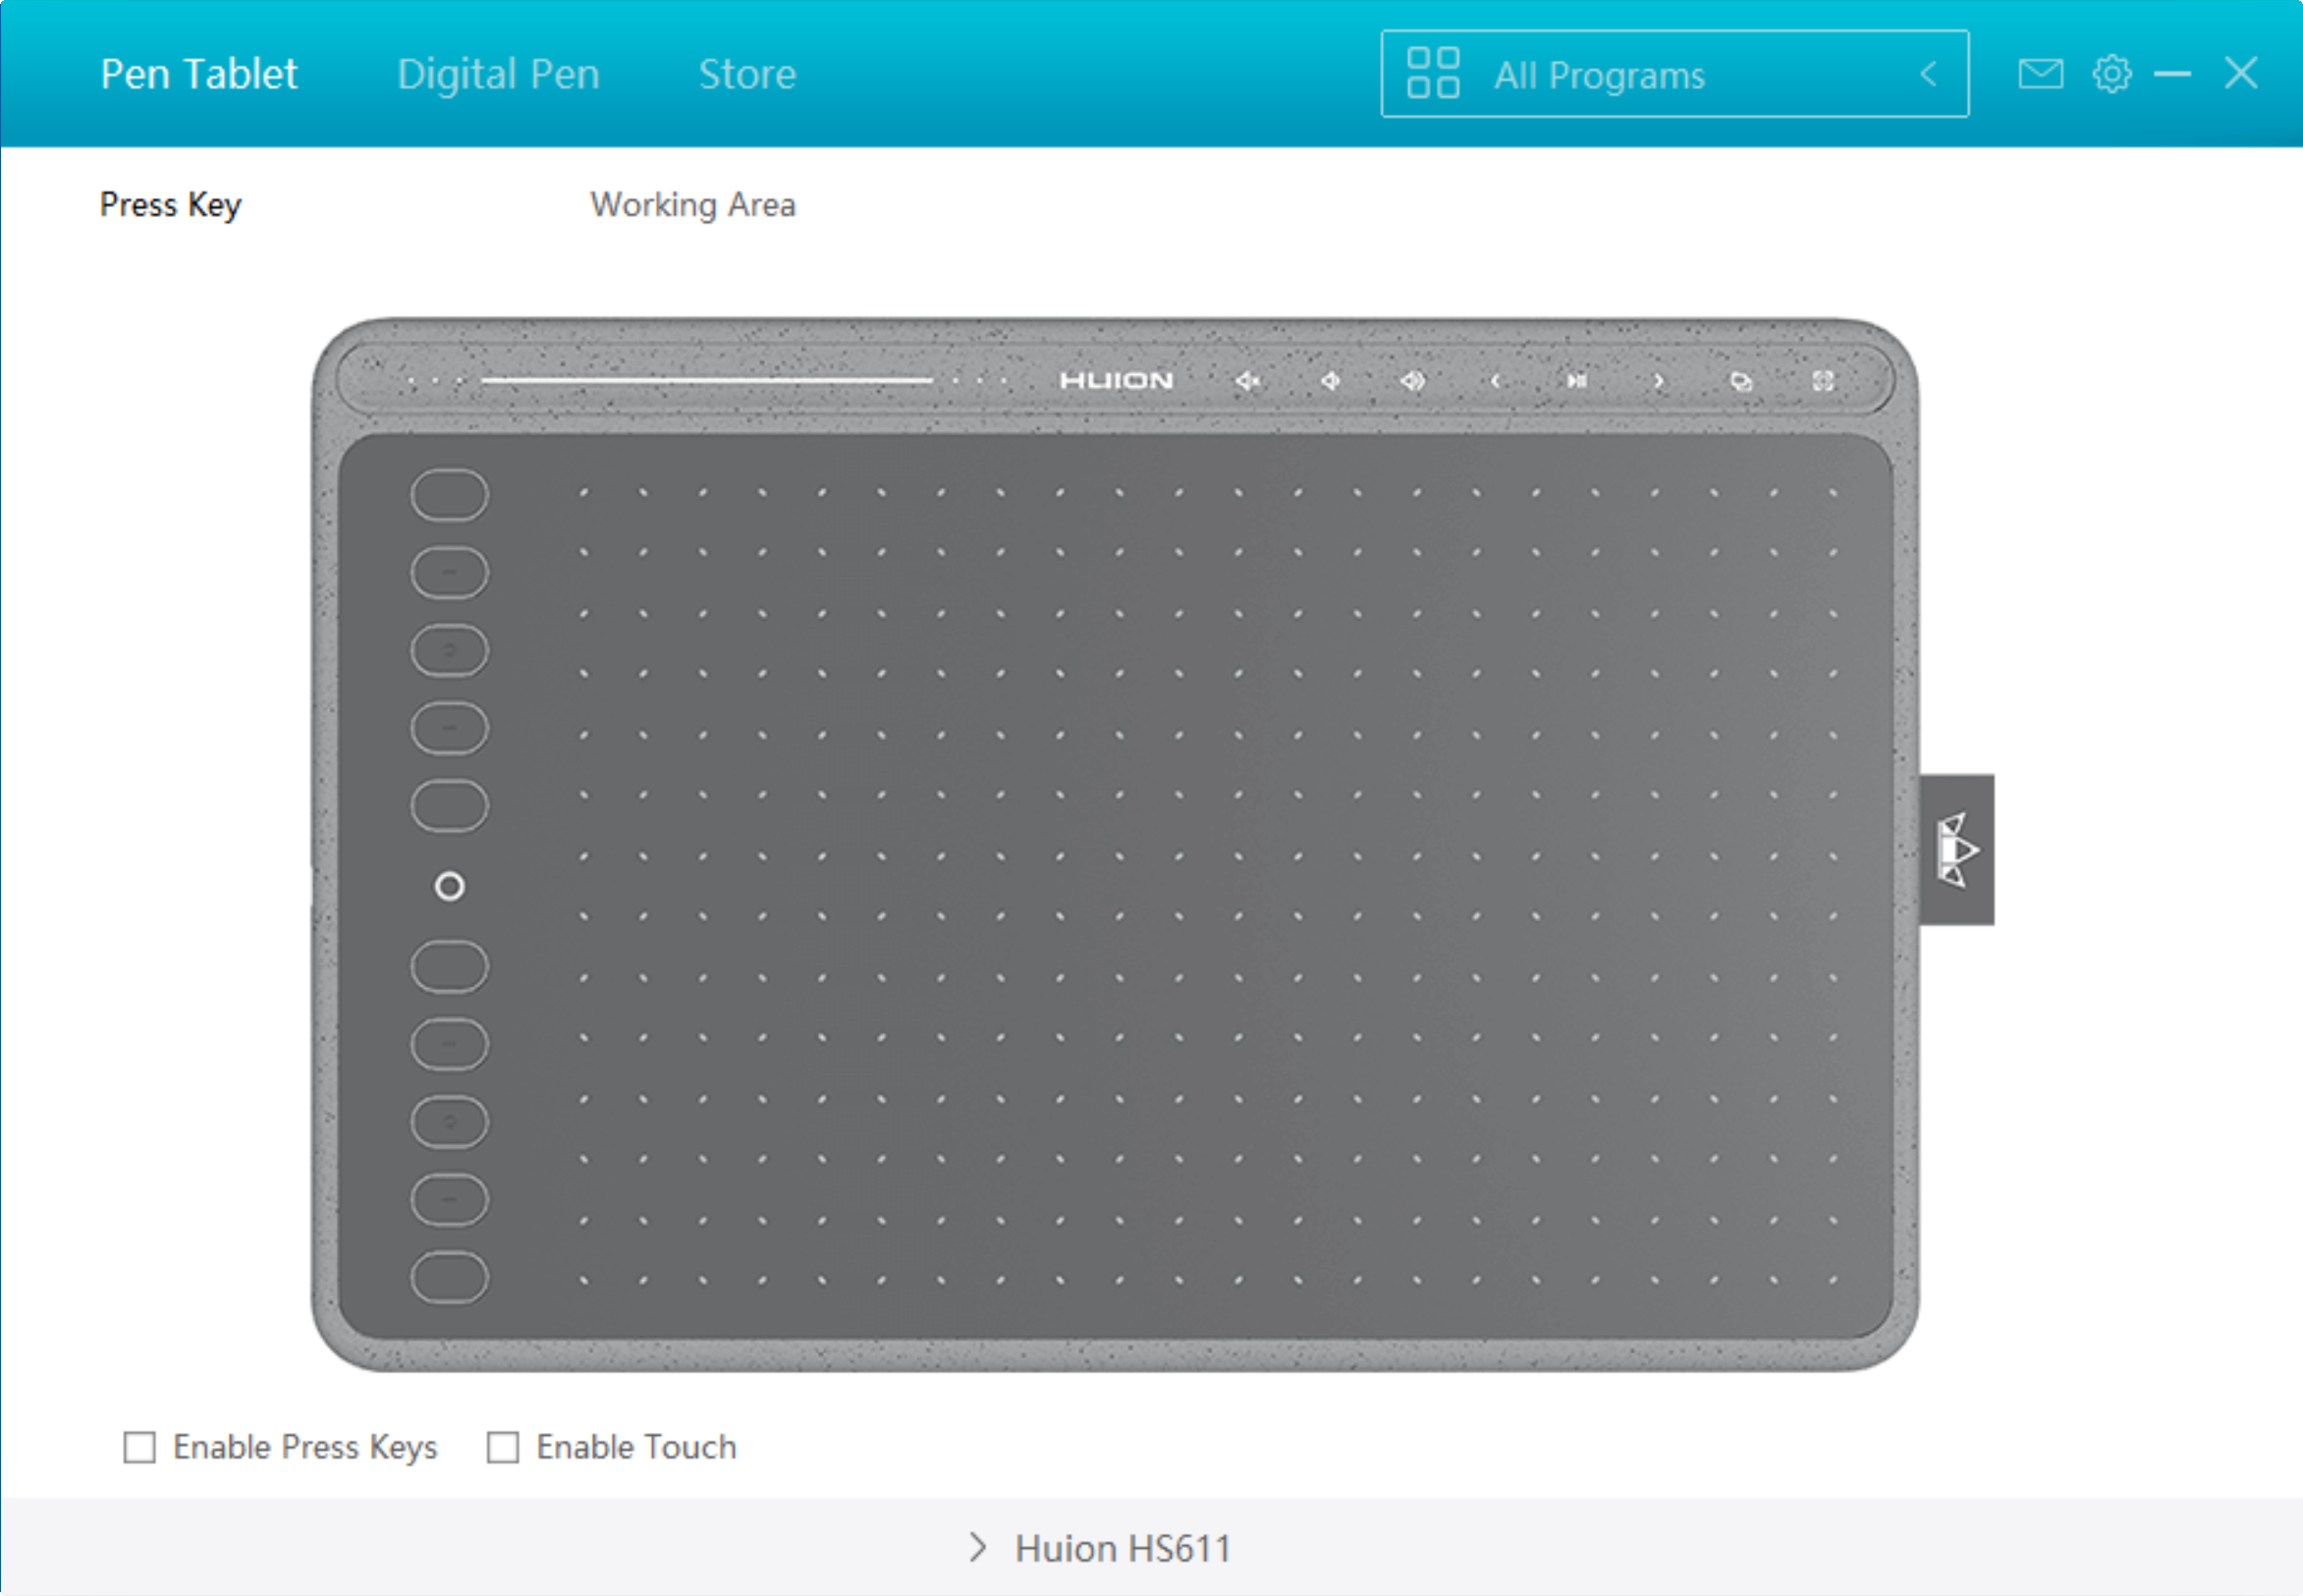 Pen Tablet Digital Pen Store All Programs
Press Key Working Area
HUION
Enable Press Keys Enable Touch
Huion HS611